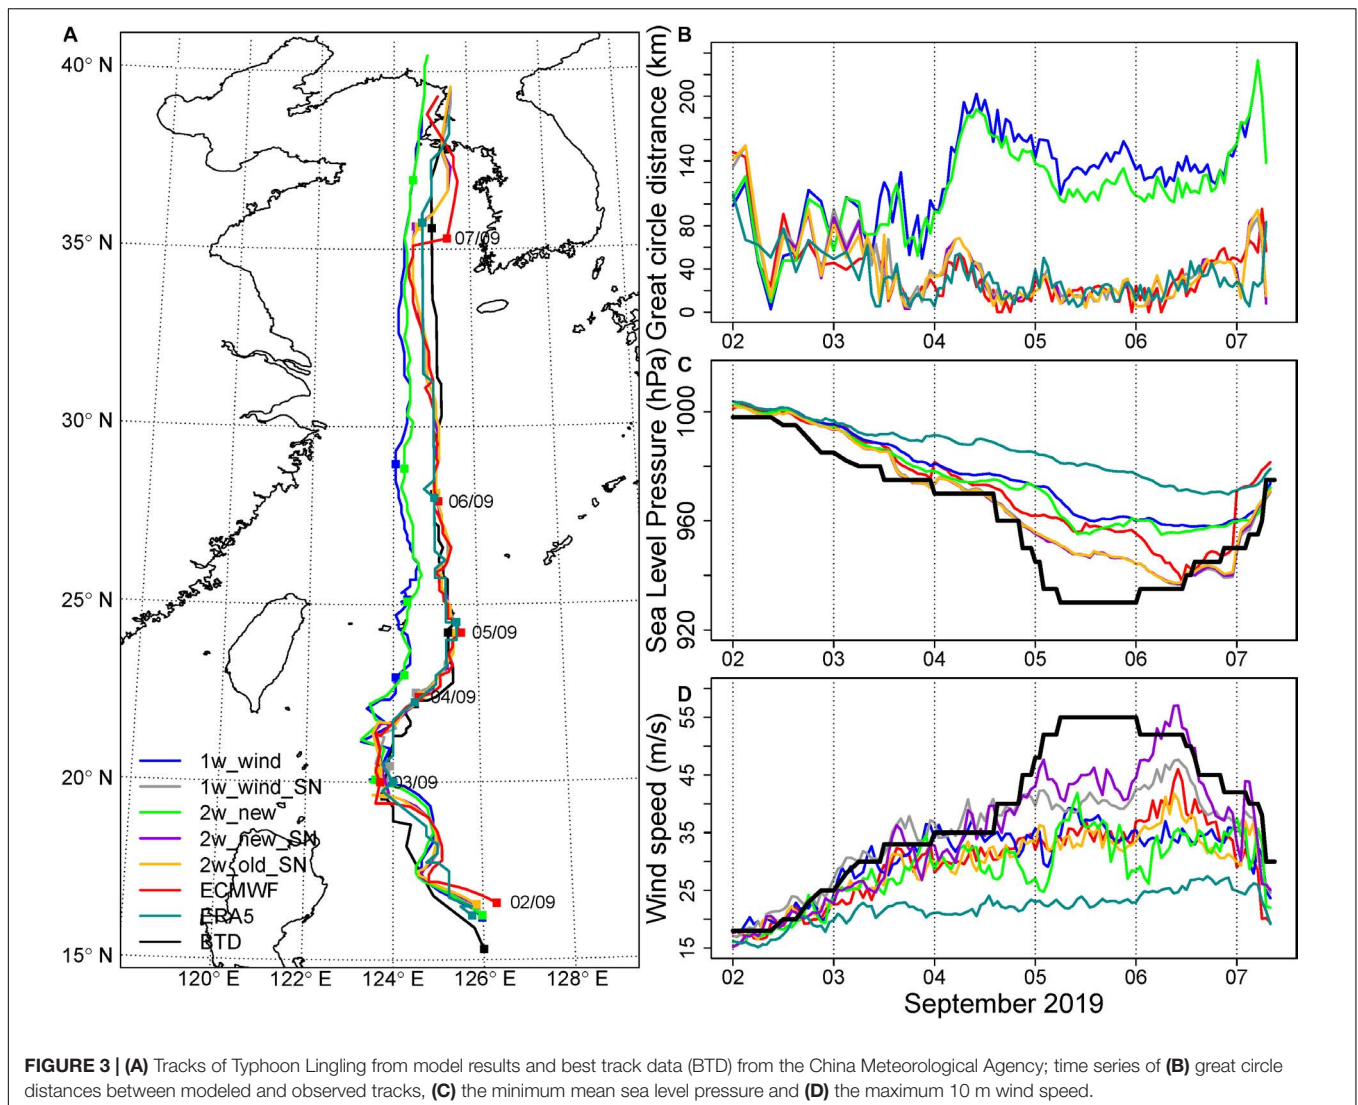 A
40° N
35° N
30° N
25° N
20° N
15° N
120° E
122° E
124° E
126° E
128° E
07/09
06/09
05/09
04/09
03/09
02/09
1w_wind
1w_wind_SN
2w_new
2w_new_SN
2w_old_SN
ECMWF
ERA5
BTD
B
Great circle distrance (km)
0
40
80
140
200
02
03
04
05
06
07
C
Sea Level Pressure (hPa)
920
960
1000
02
03
04
05
06
07
D
Wind speed (m/s)
15
25
35
45
55
02
03
04
05
06
07
September 2019
FIGURE 3 | (A) Tracks of Typhoon Lingling from model results and best track data (BTD) from the China Meteorological Agency; time series of (B) great circle
distances between modeled and observed tracks, (C) the minimum mean sea level pressure and (D) the maximum 10 m wind speed.